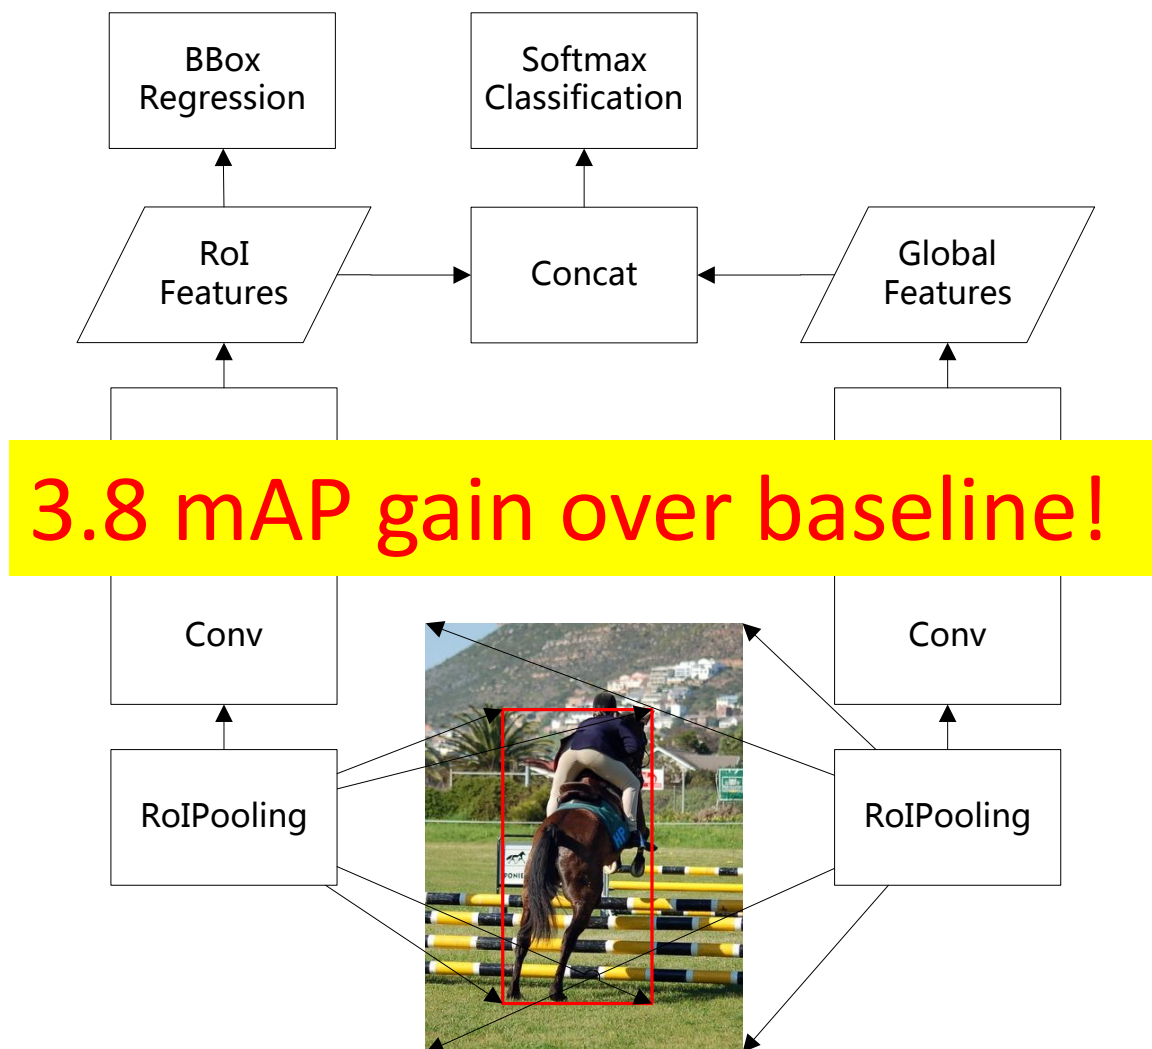 BBox
Regression
Softmax
Classification
RoI
Features
Concat
Global
Features
3.8 mAP gain over baseline!
Conv
Conv
RoIPooling
RoIPooling
HP